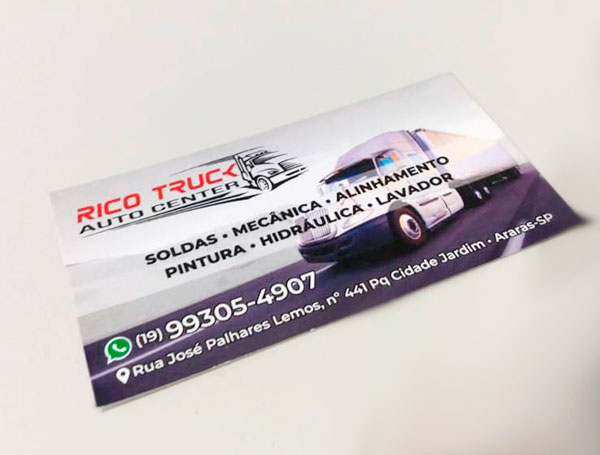 RICO TRUCK
AUTO CENTER
SOLDAS • MECÂNICA • ALINHAMENTO
PINTURA • HIDRÁULICA • LAVADOR
(19) 99305-4907
Rua José Palhares Lemos, nº 441 Pq Cidade Jardim • Araras-SP